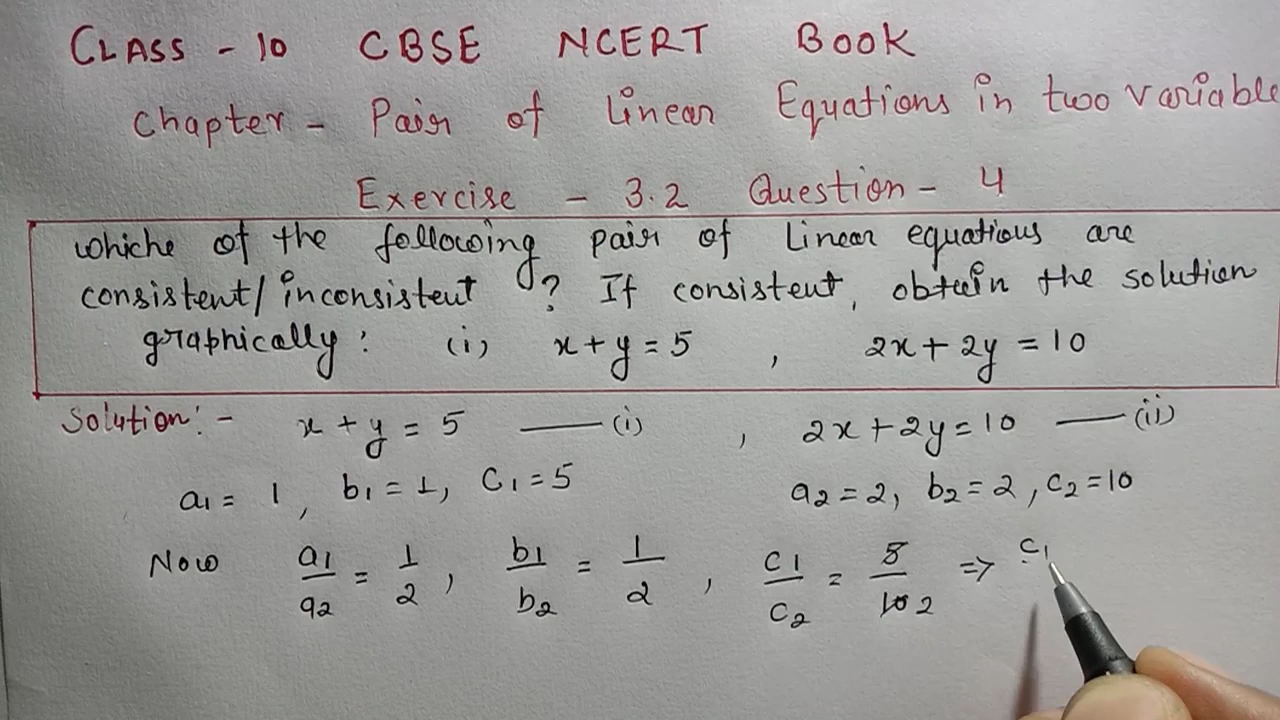 CLASS - 10 CBSE NCERT BOOK
Chapter - Pair of Linear Equations in two variable
Exercise - 3.2 Question - 4
whiche of the following pair of Linear equations are
consistent/inconsistent ? If consistent, obtain the solution
graphically : (i) x + y = 5 , 2x + 2y = 10
Solution:- x + y = 5 —— (i) , 2x + 2y = 10 —— (ii)
a1 = 1 , b1 = 1, c1 = 5 a2 = 2, b2 = 2, c2 = 10
Now a1/a2 = 1/2 , b1/b2 = 1/2 , c1/c2 = 5/10 2 => c1